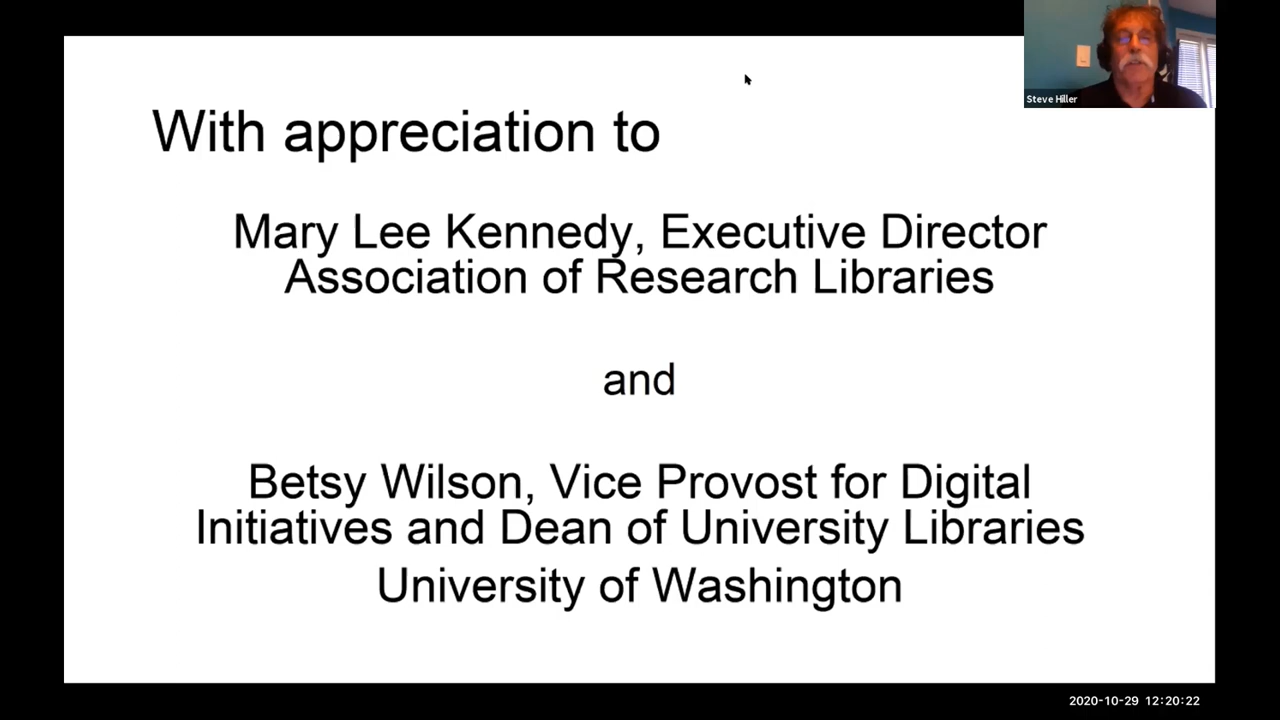 Steve Hiller
With appreciation to
Mary Lee Kennedy, Executive Director
Association of Research Libraries
and
Betsy Wilson, Vice Provost for Digital
Initiatives and Dean of University Libraries
University of Washington
2020-10-29 12:20:22